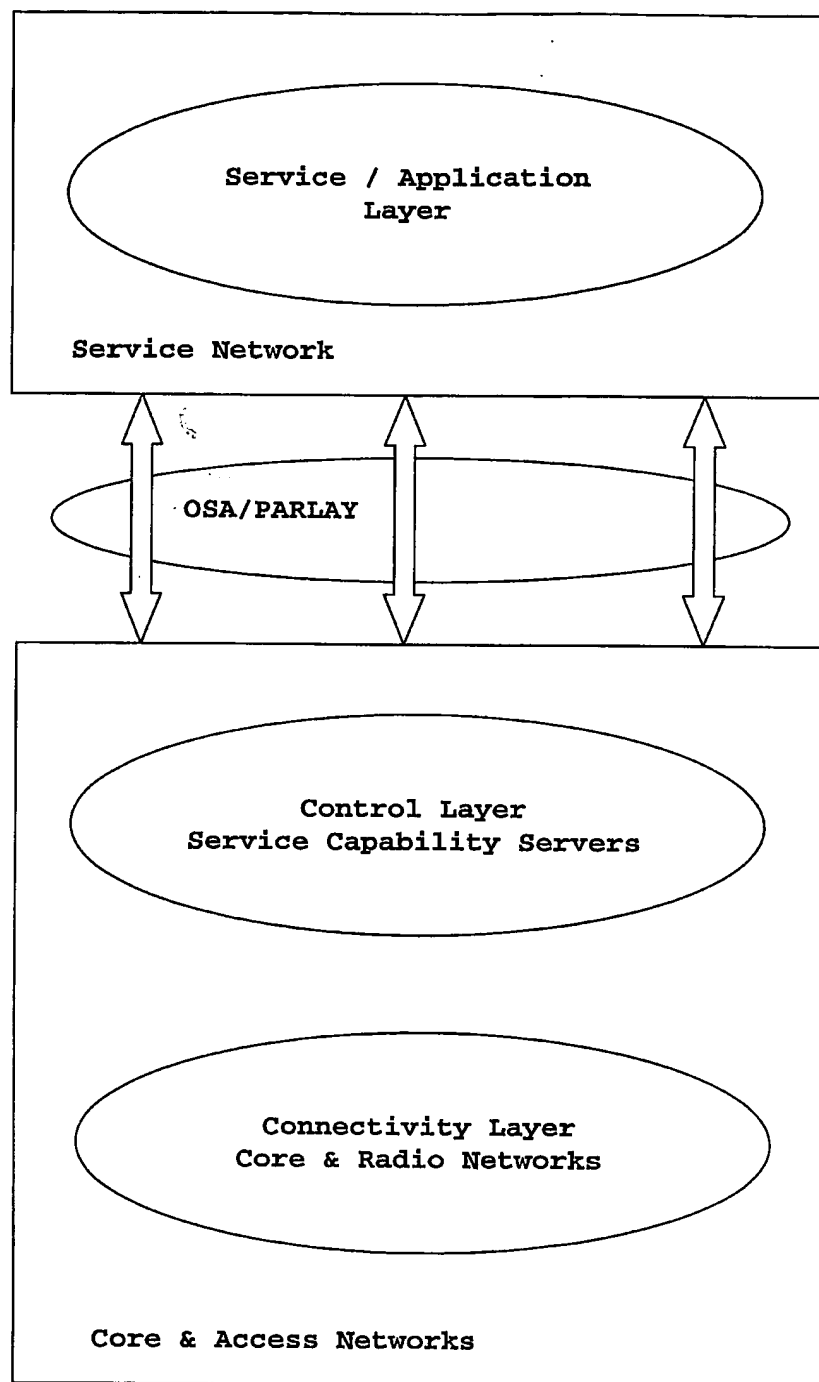 Service / Application
Layer
Service Network
OSA/PARLAY
Control Layer
Service Capability Servers
Connectivity Layer
Core & Radio Networks
Core & Access Networks